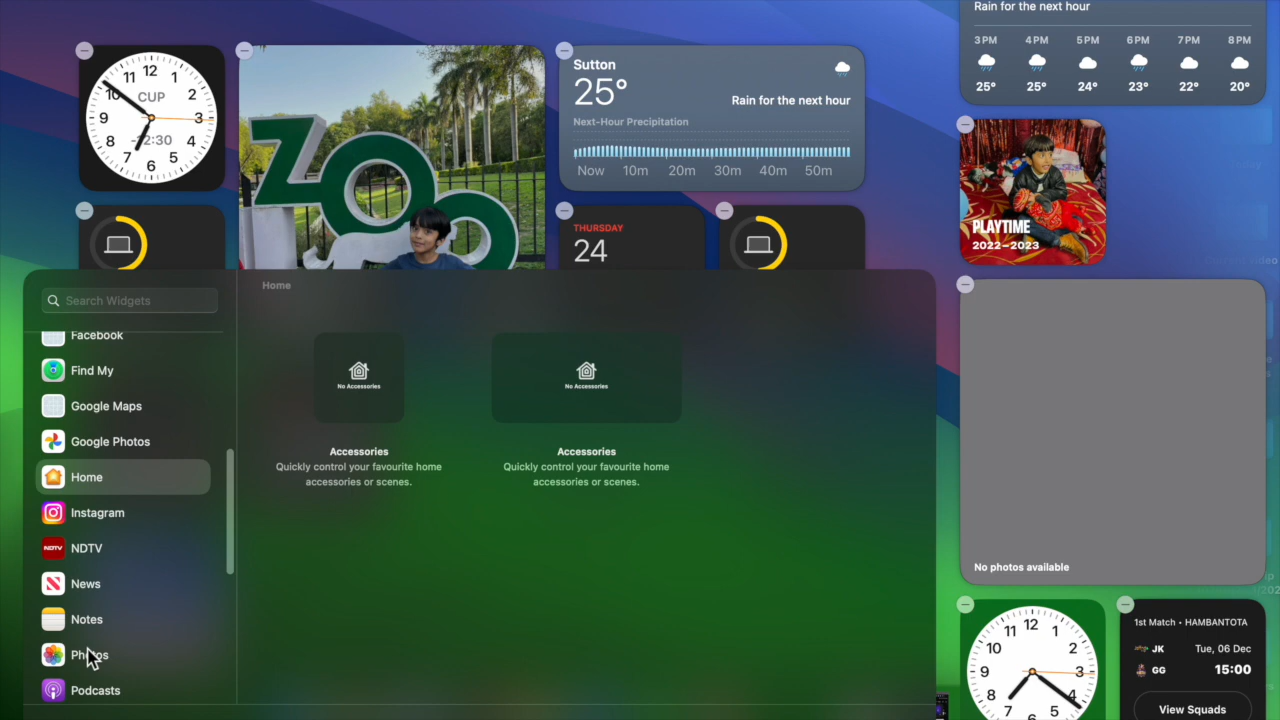 12
11
1
10
CUP
2
9
3
8
-12:30
4
7
5
6
ZOO
Sutton
25°
Rain for the next hour
Next-Hour Precipitation
Now 10m 20m 30m 40m 50m
THURSDAY
24
Rain for the next hour
3PM 4PM 5PM 6PM 7PM 8PM
25° 25° 24° 23° 22° 20°
PLAYTIME
2022–2023
No photos available
Search Widgets
Facebook
Find My
Google Maps
Google Photos
Home
Instagram
NDTV
NDTV
News
Notes
Photos
Podcasts
Home
No Accessories
Accessories
Quickly control your favourite home
accessories or scenes.
No Accessories
Accessories
Quickly control your favourite home
accessories or scenes.
12
11
1
10
2
9
3
8
4
7
5
1st Match • HAMBANTOTA
JK Tue, 06 Dec
GG 15:00
View Squads